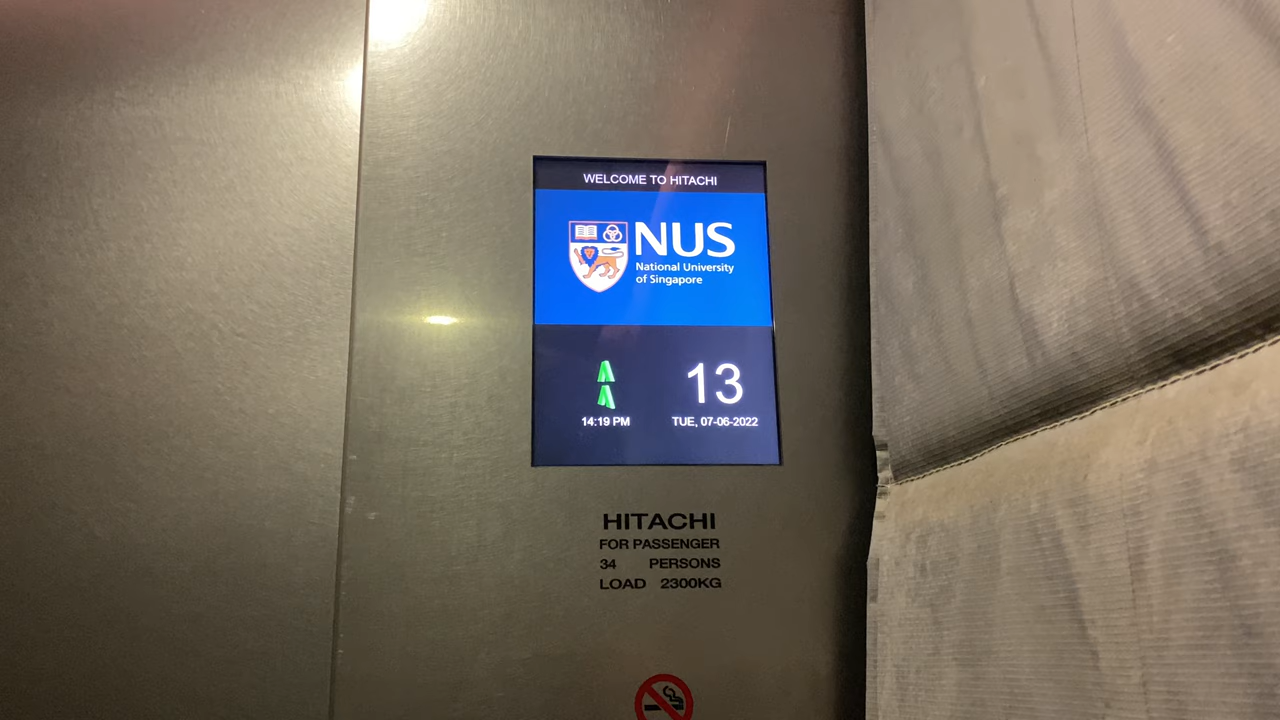 WELCOME TO HITACHI
NUS
National University
of Singapore
13
14:19 PM TUE, 07-06-2022
HITACHI
FOR PASSENGER
34 PERSONS
LOAD 2300KG